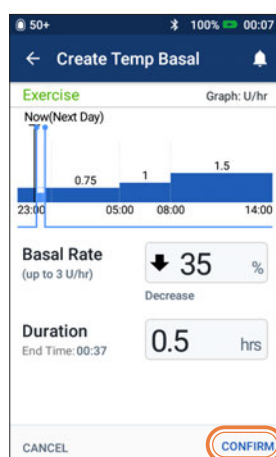 50+ 100% 00:07
Create Temp Basal
Exercise Graph: U/hr
Now(Next Day)
0.75 1 1.5
23:00 05:00 08:00 14:00
Basal Rate 35 %
(up to 3 U/hr)
Decrease
Duration 0.5 hrs
End Time: 00:37
CANCEL CONFIRM